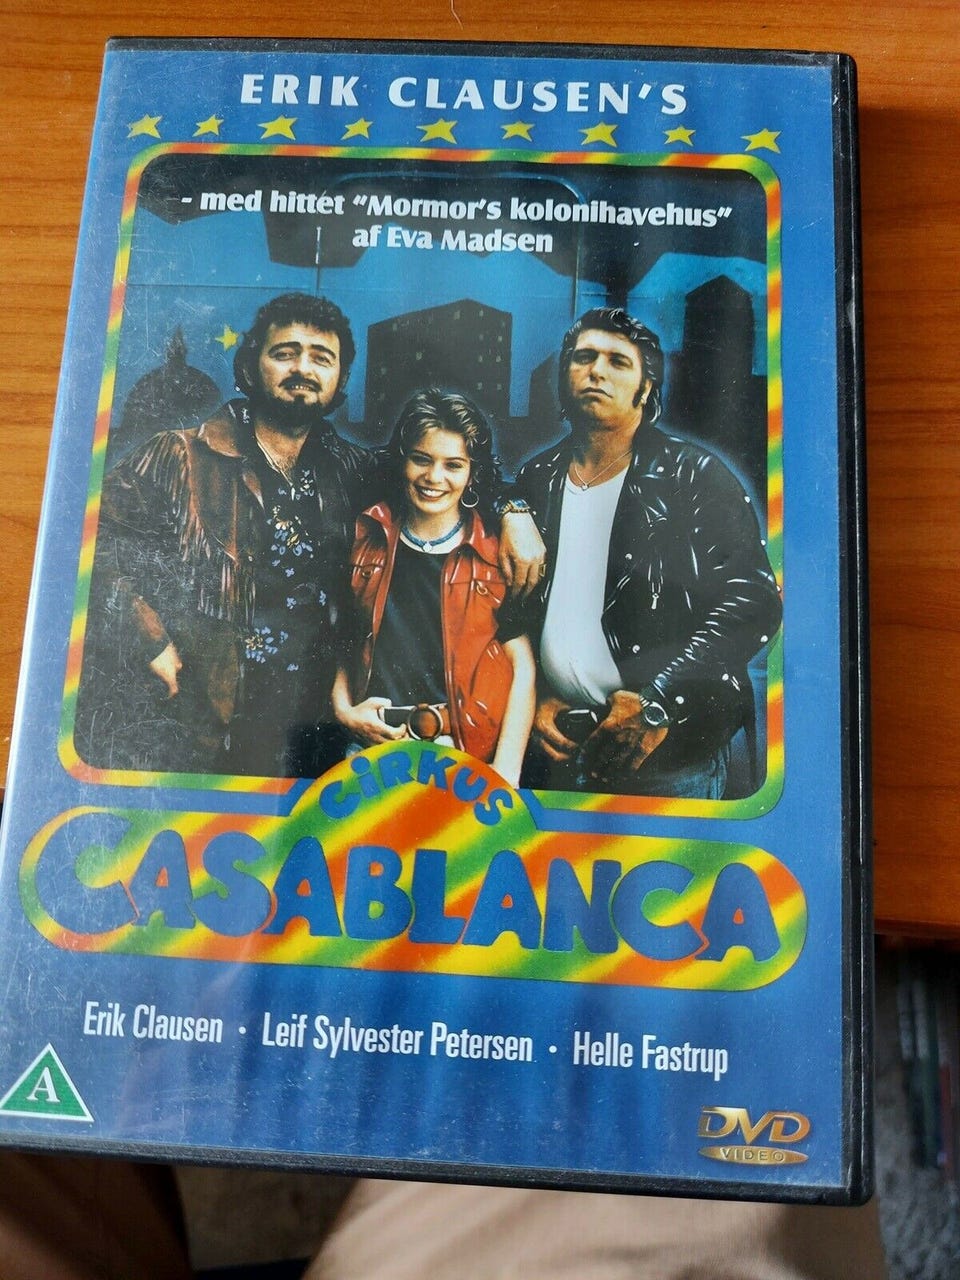 ERIK CLAUSEN'S
- med hittet "Mormor's kolonihavehus"
af Eva Madsen
CiRKUS
CASABLANCA
Erik Clausen • Leif Sylvester Petersen • Helle Fastrup
A
DVD
VIDEO